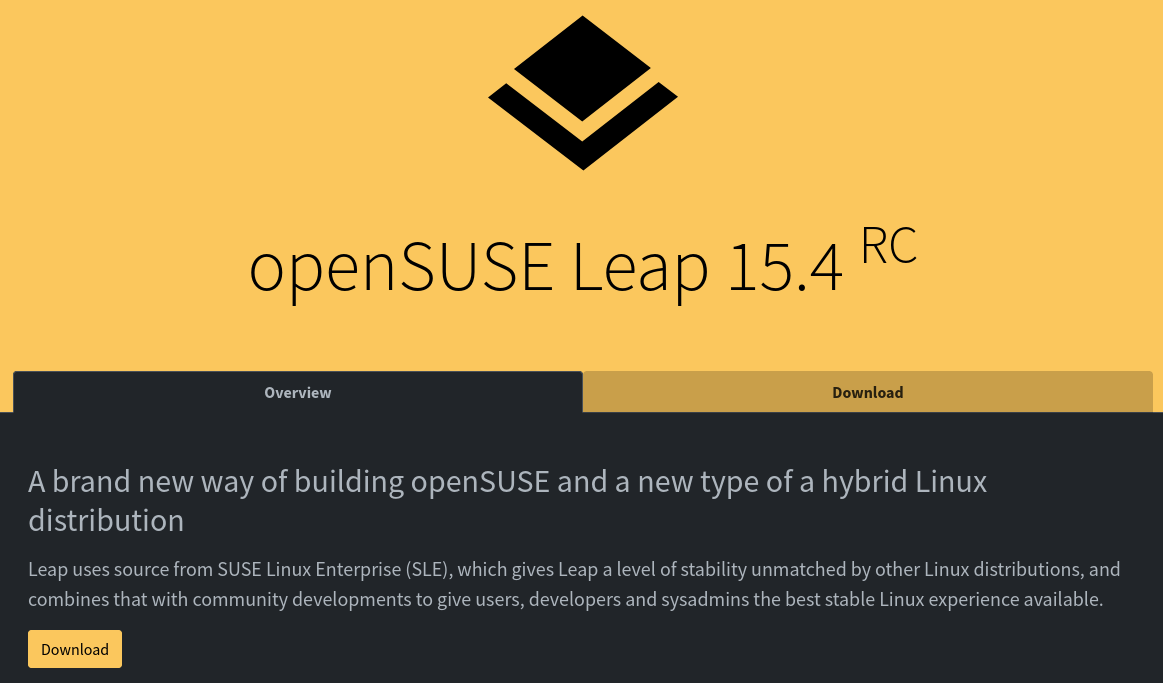 openSUSE Leap 15.4 RC
Overview
Download
A brand new way of building openSUSE and a new type of a hybrid Linux
distribution
Leap uses source from SUSE Linux Enterprise (SLE), which gives Leap a level of stability unmatched by other Linux distributions, and
combines that with community developments to give users, developers and sysadmins the best stable Linux experience available.
Download